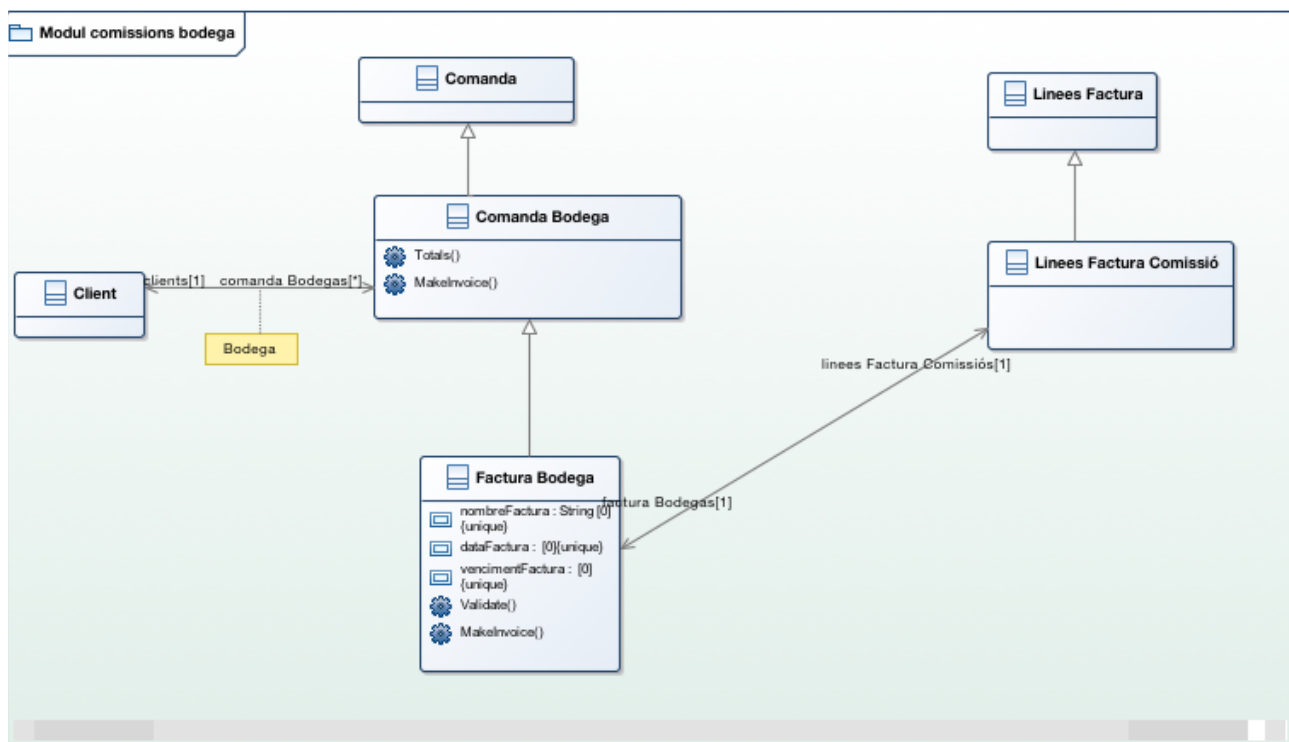 Modul comissions bodega
Comanda
Linees Factura
Comanda Bodega
Totals()
MakeInvoice()
Linees Factura Comissió
Client
clients[1]
comanda Bodegas[*]
Bodega
linees Factura Comissiós[1]
Factura Bodega
factura Bodegas[1]
nombreFactura : String [0]
{unique}
dataFactura : [0]{unique}
vencimentFactura : [0]
{unique}
Validate()
MakeInvoice()